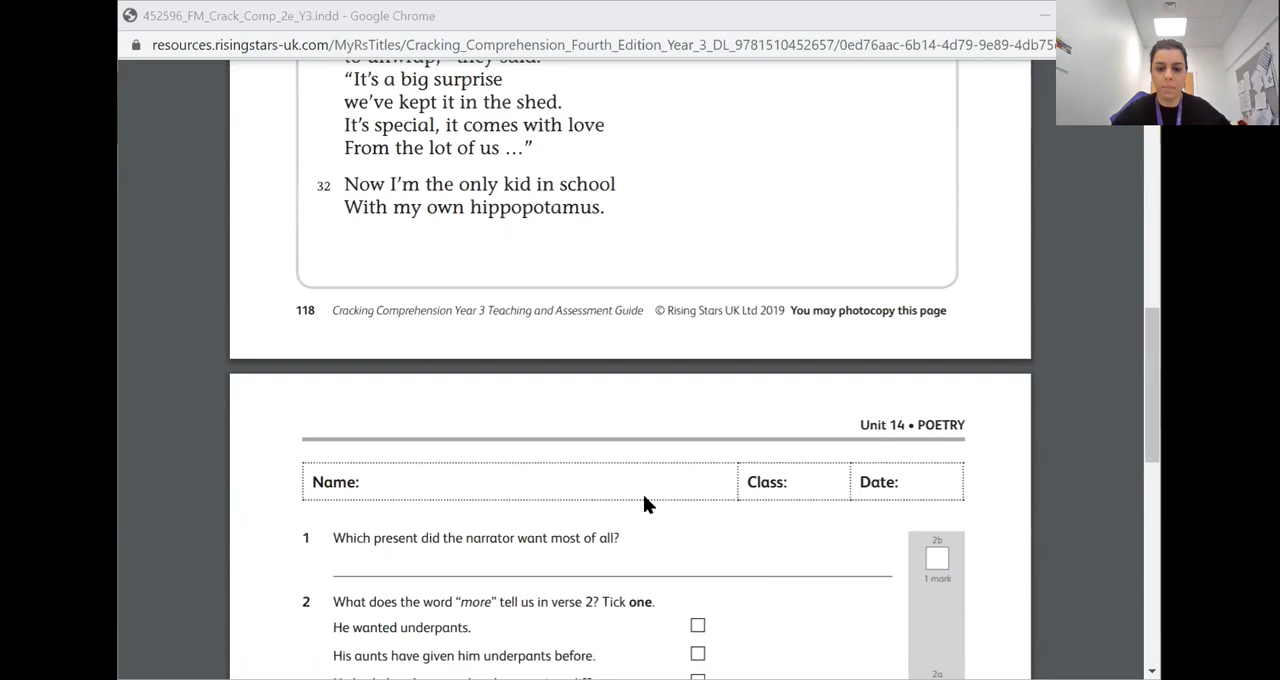 452596_FM_Crack_Comp_2e_Y3.indd - Google Chrome
resources.risingstars-uk.com/MyRsTitles/Cracking_Comprehension_Fourth_Edition_Year_3_DL_9781510452657/0ed76aac-6b14-4d79-9e89-4db75
to unwrap," they said.
"It's a big surprise
we've kept it in the shed.
It's special, it comes with love
From the lot of us …"
32 Now I'm the only kid in school
With my own hippopotamus.
118 Cracking Comprehension Year 3 Teaching and Assessment Guide © Rising Stars UK Ltd 2019 You may photocopy this page
Unit 14 • POETRY
Name: Class: Date:
1 Which present did the narrator want most of all?
2b
1 mark
2 What does the word "more" tell us in verse 2? Tick one.
He wanted underpants.
His aunts have given him underpants before.
2a